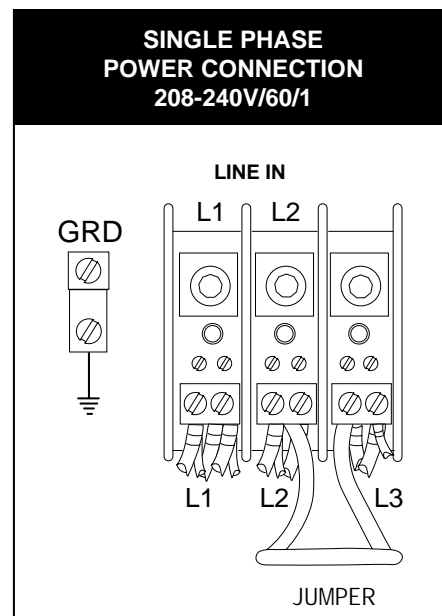 SINGLE PHASE
POWER CONNECTION
208-240V/60/1
LINE IN
L1 L2
GRD
L1 L2 L3
JUMPER